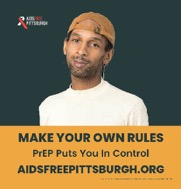 AIDS FREE
PITTSBURGH
MAKE YOUR OWN RULES
PrEP Puts You In Control
AIDSFREEPITTSBURGH.ORG